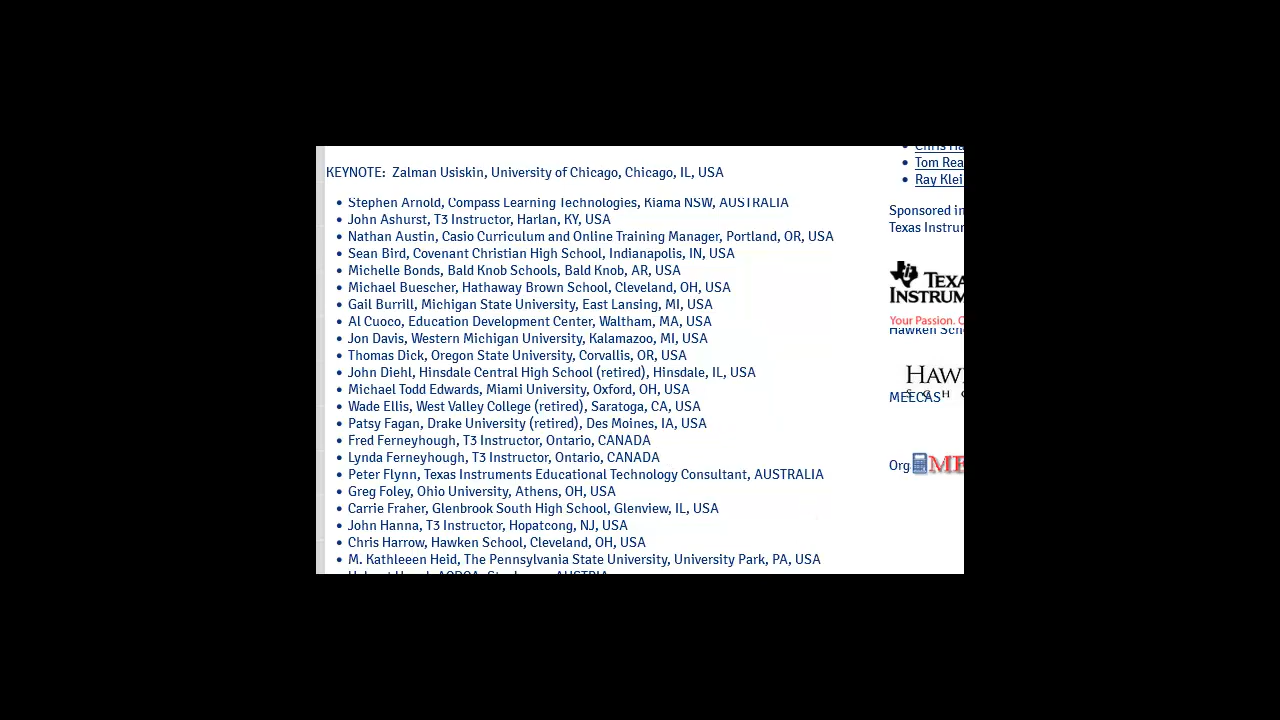 KEYNOTE: Zalman Usiskin, University of Chicago, Chicago, IL, USA
• Stephen Arnold, Compass Learning Technologies, Kiama NSW, AUSTRALIA
• John Ashurst, T3 Instructor, Harlan, KY, USA
• Nathan Austin, Casio Curriculum and Online Training Manager, Portland, OR, USA
• Sean Bird, Covenant Christian High School, Indianapolis, IN, USA
• Michelle Bonds, Bald Knob Schools, Bald Knob, AR, USA
• Michael Buescher, Hathaway Brown School, Cleveland, OH, USA
• Gail Burrill, Michigan State University, East Lansing, MI, USA
• Al Cuoco, Education Development Center, Waltham, MA, USA
• Jon Davis, Western Michigan University, Kalamazoo, MI, USA
• Thomas Dick, Oregon State University, Corvallis, OR, USA
• John Diehl, Hinsdale Central High School (retired), Hinsdale, IL, USA
• Michael Todd Edwards, Miami University, Oxford, OH, USA
• Wade Ellis, West Valley College (retired), Saratoga, CA, USA
• Patsy Fagan, Drake University (retired), Des Moines, IA, USA
• Fred Ferneyhough, T3 Instructor, Ontario, CANADA
• Lynda Ferneyhough, T3 Instructor, Ontario, CANADA
• Peter Flynn, Texas Instruments Educational Technology Consultant, AUSTRALIA
• Greg Foley, Ohio University, Athens, OH, USA
• Carrie Fraher, Glenbrook South High School, Glenview, IL, USA
• John Hanna, T3 Instructor, Hopatcong, NJ, USA
• Chris Harrow, Hawken School, Cleveland, OH, USA
• M. Kathleeen Heid, The Pennsylvania State University, University Park, PA, USA
• Chris Ha
• Tom Rea
• Ray Klei
Sponsored in
Texas Instrur
TEXA
INSTRUM
Your Passion.
Hawken Sch
HAW
S C H
MEECAS
Org
ME